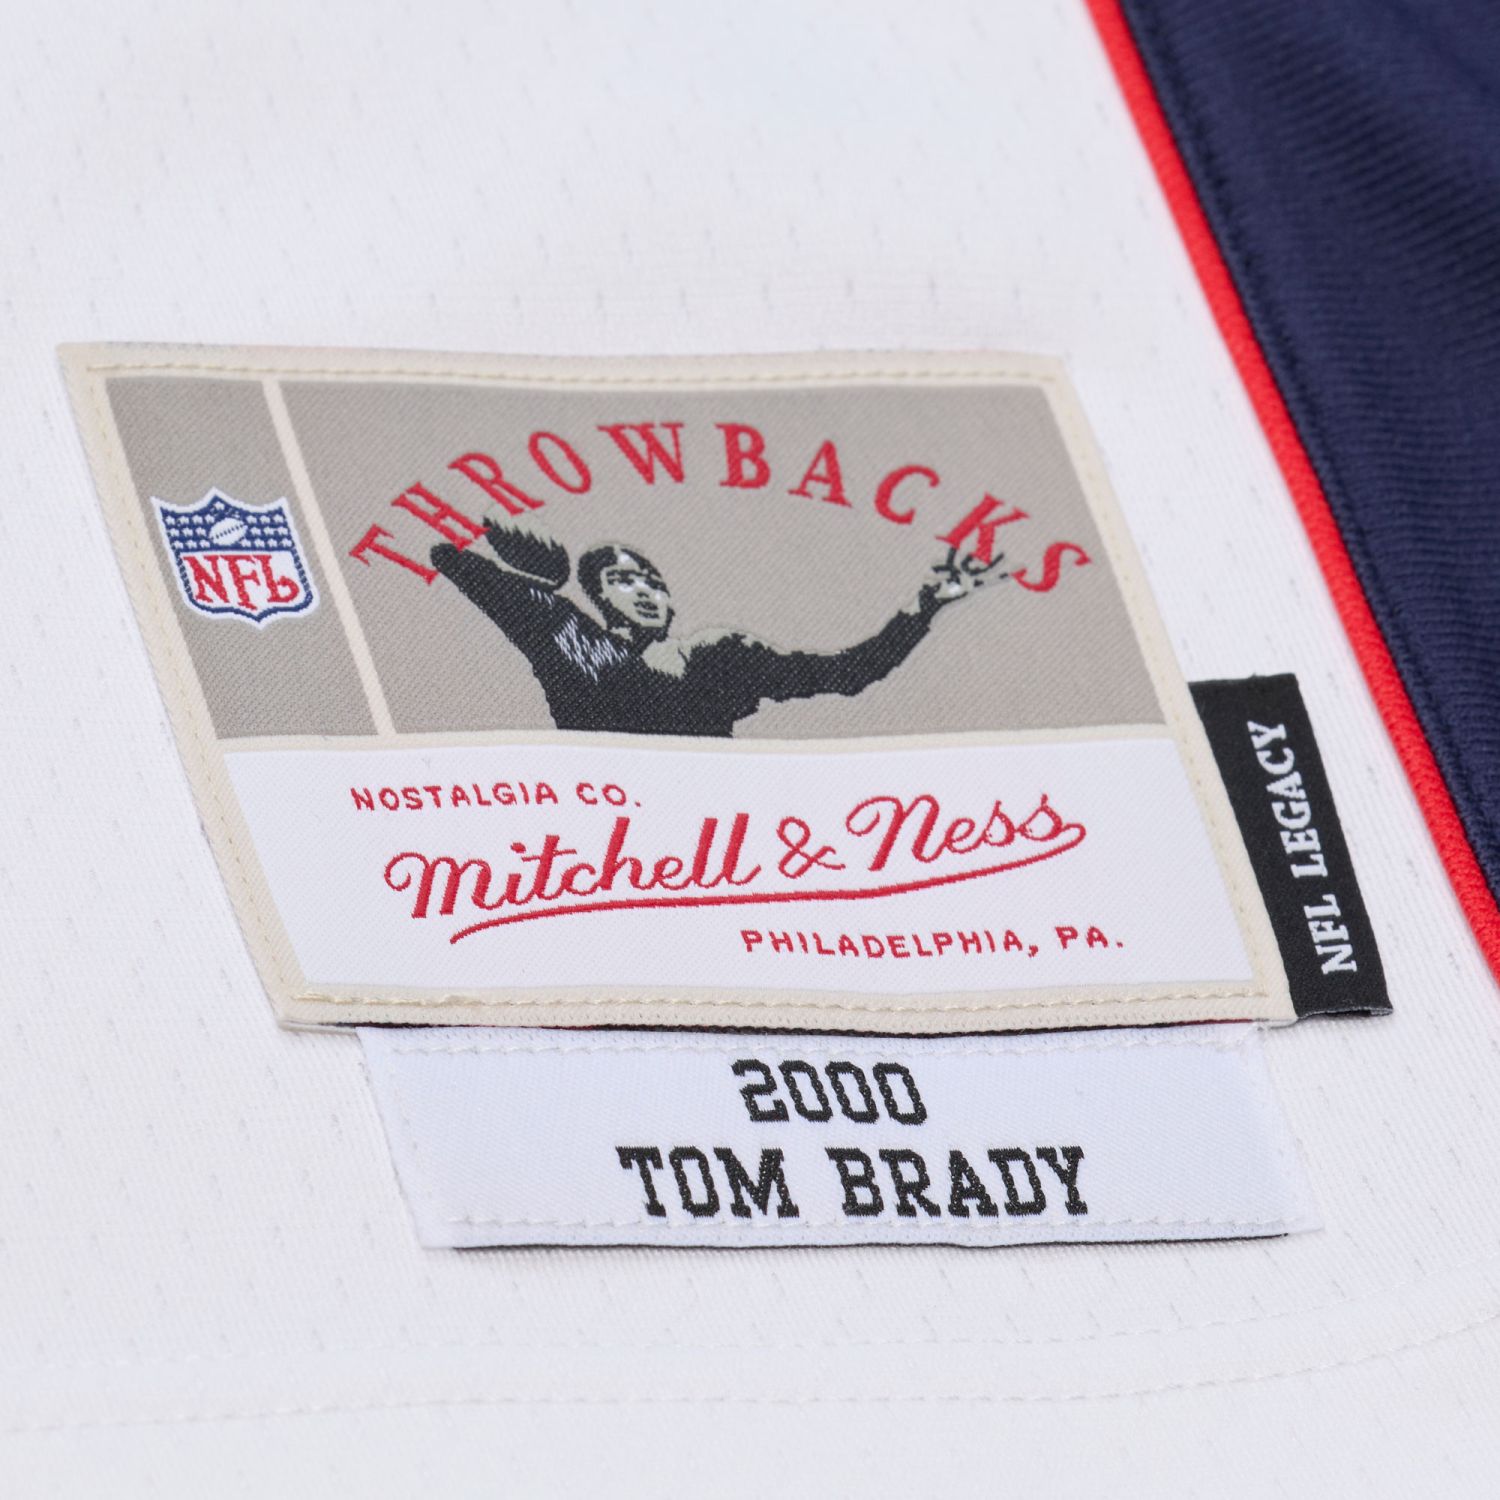 THROWBACKS
NFL
NOSTALGIA CO.
Mitchell & Ness
PHILADELPHIA, PA.
NFL LEGACY
2000
TOM BRADY